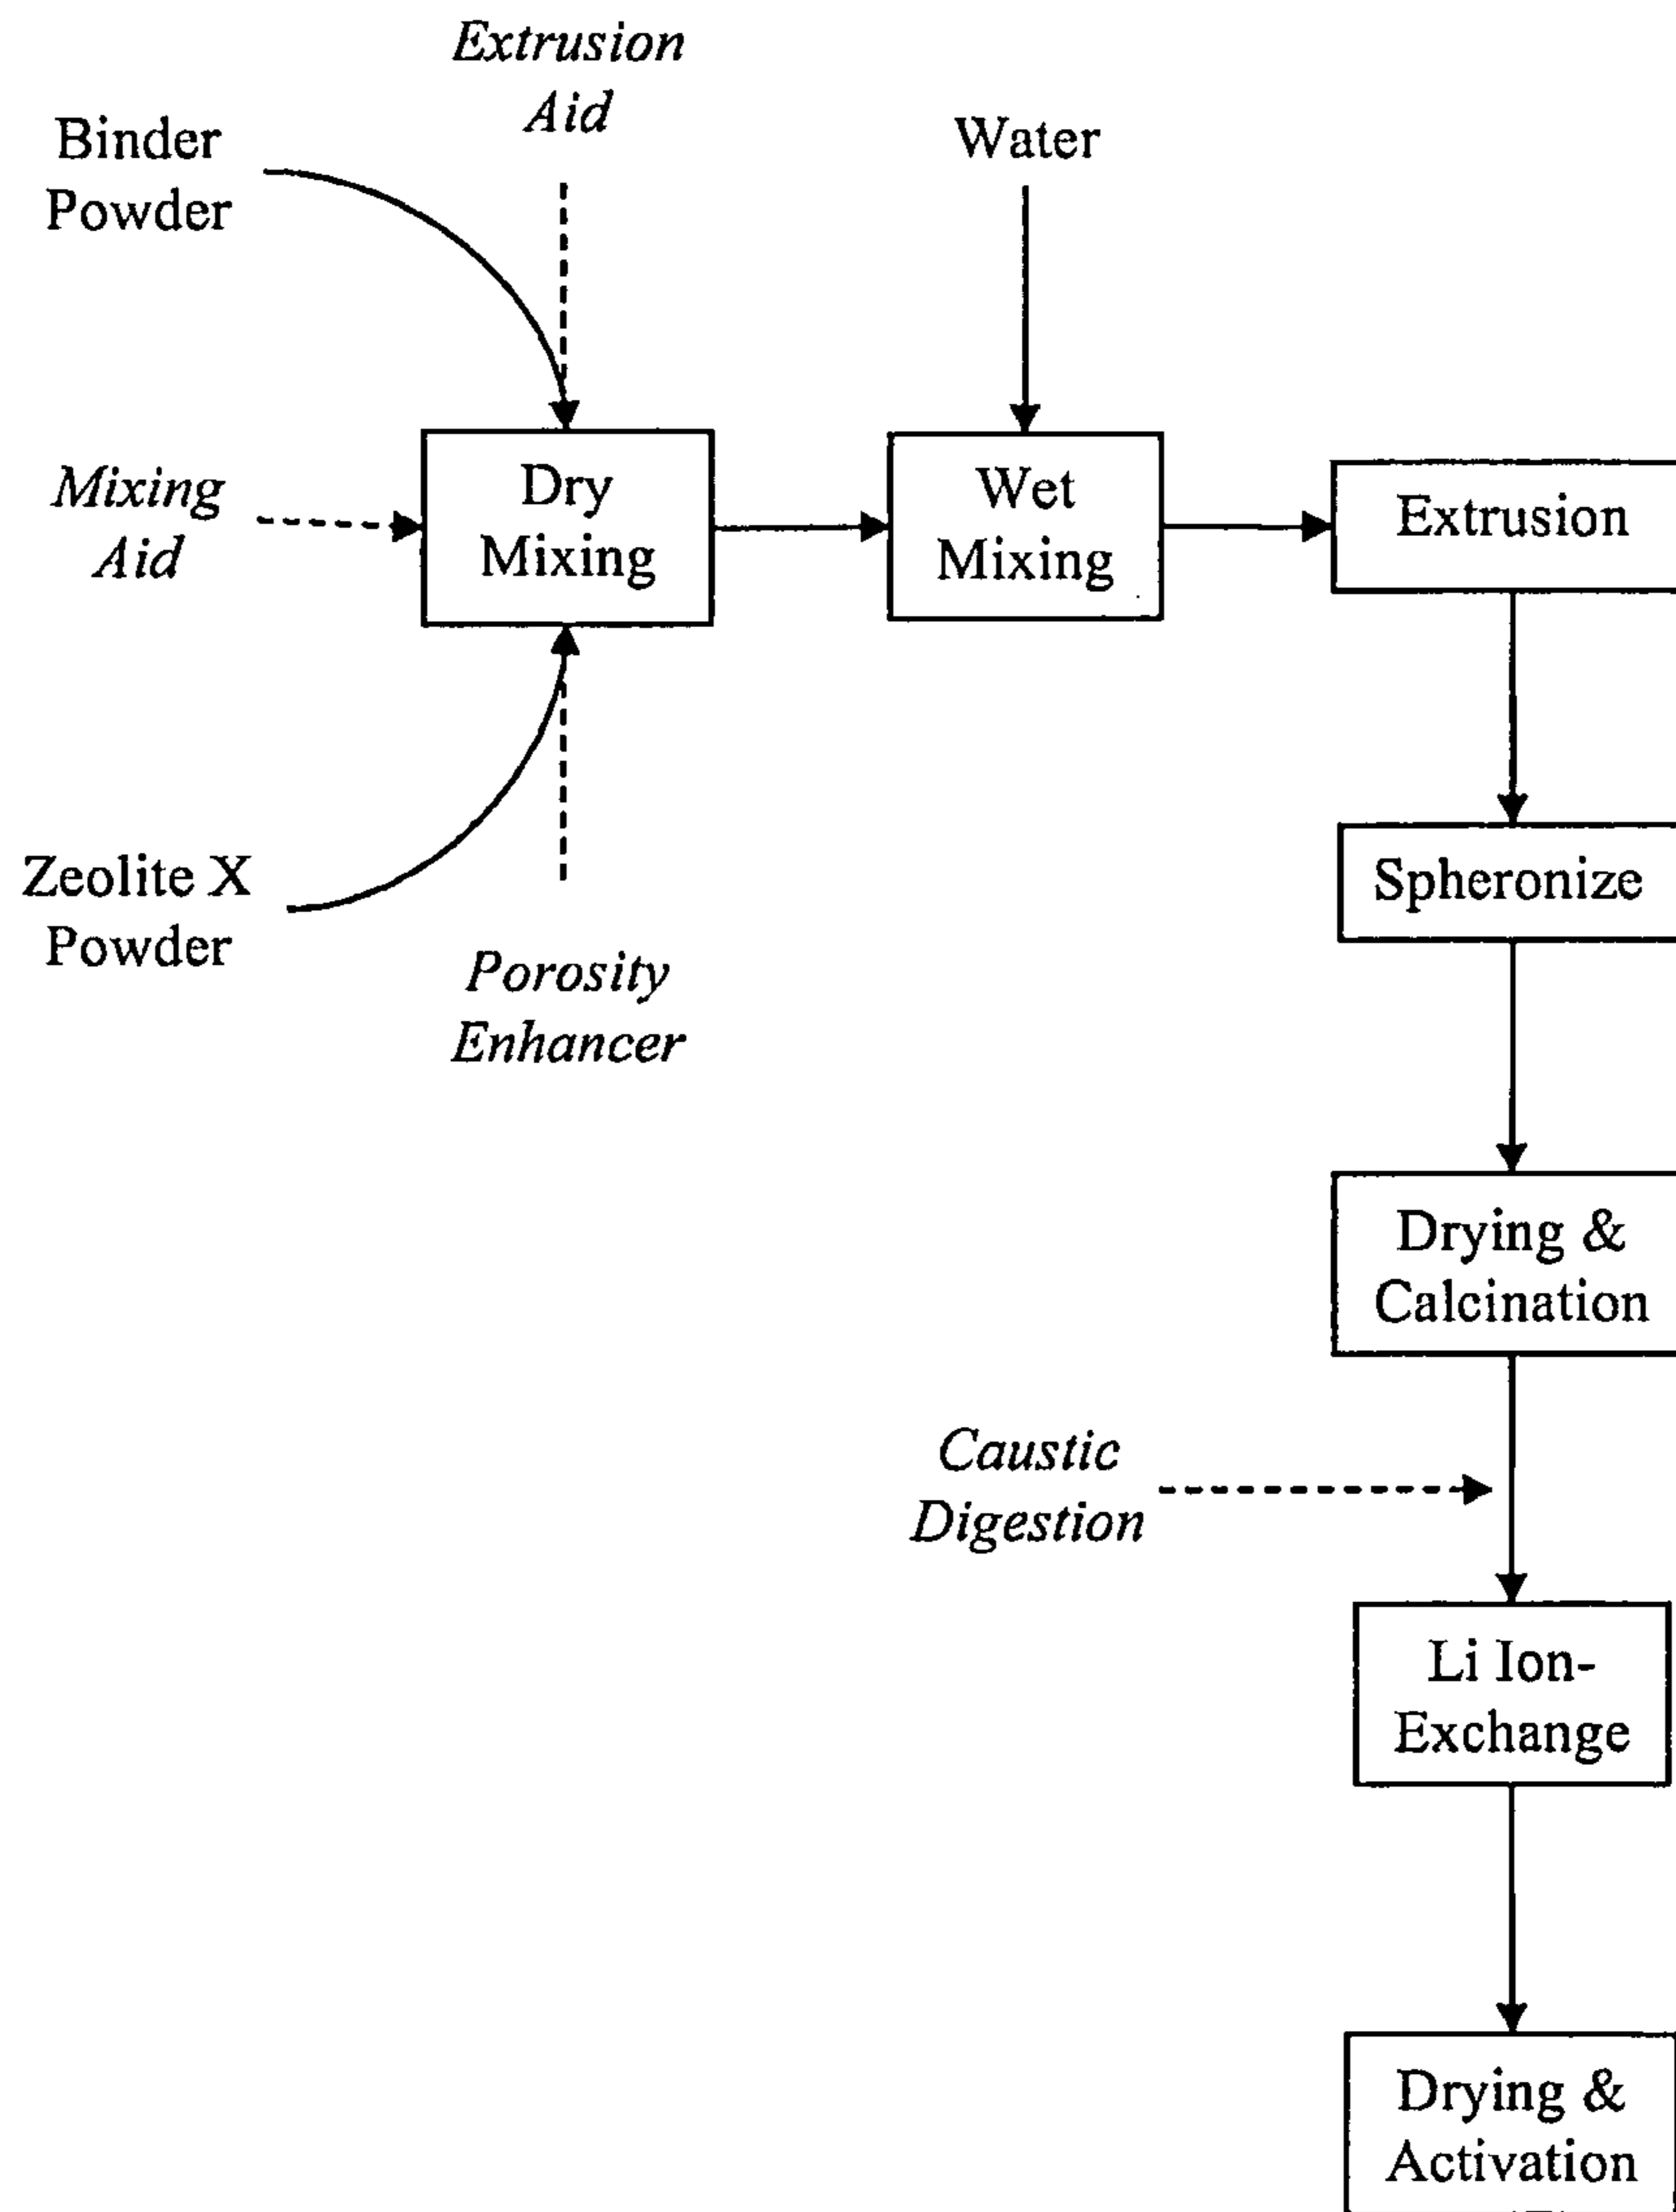 Extrusion
Aid
Binder
Powder
Water
Mixing
Aid
Dry
Mixing
Wet
Mixing
Extrusion
Spheronize
Zeolite X
Powder
Porosity
Enhancer
Drying &
Calcination
Caustic
Digestion
Li Ion-
Exchange
Drying &
Activation